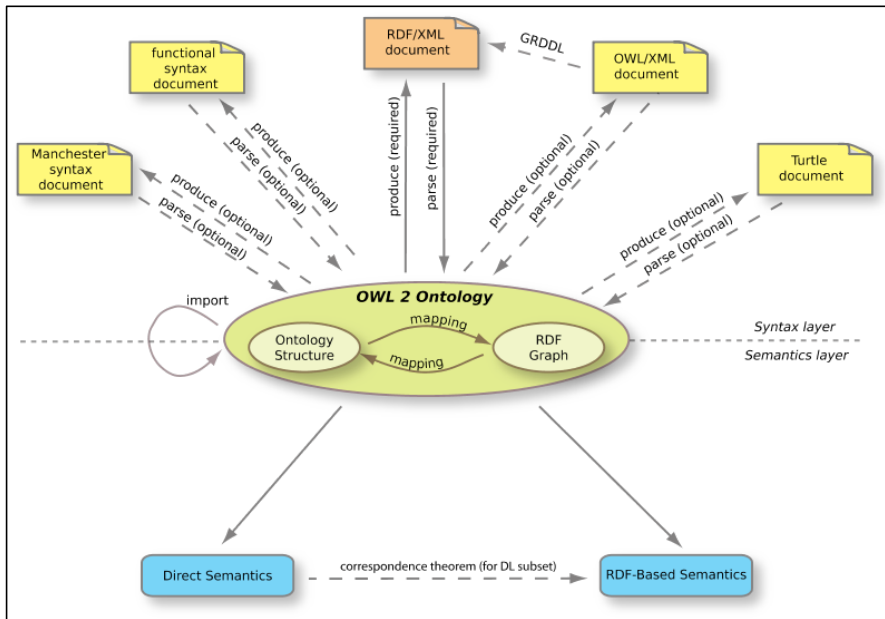 functional
syntax
document
RDF/XML
document
GRDDL
OWL/XML
document
Manchester
syntax
document
Turtle
document
produce (optional)
parse (optional)
produce (optional)
parse (optional)
produce (required)
parse (required)
produce (optional)
parse (optional)
produce (optional)
parse (optional)
import
OWL 2 Ontology
mapping
Ontology
Structure
RDF
Graph
mapping
Syntax layer
Semantics layer
Direct Semantics
correspondence theorem (for DL subset)
RDF-Based Semantics